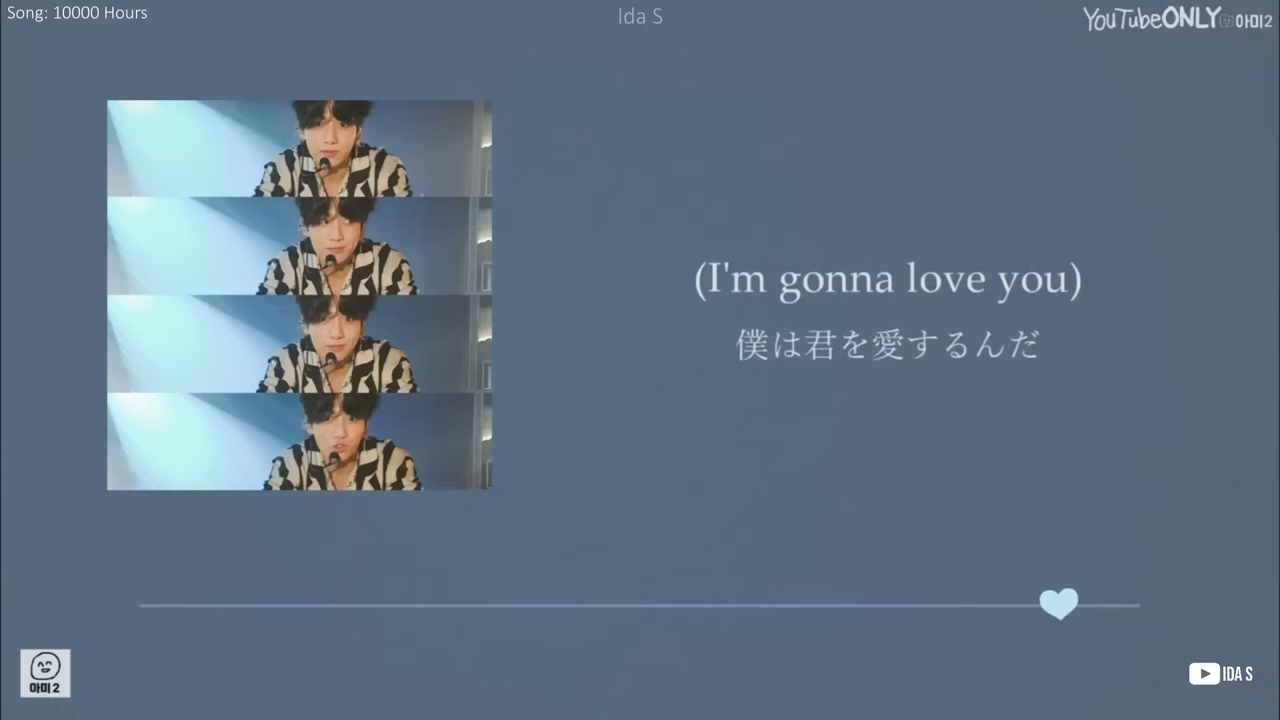 Song: 10000 Hours
Ida S
YouTubeONLY 아미2
(I'm gonna love you)
僕は君を愛するんだ
아미 2
IDA S